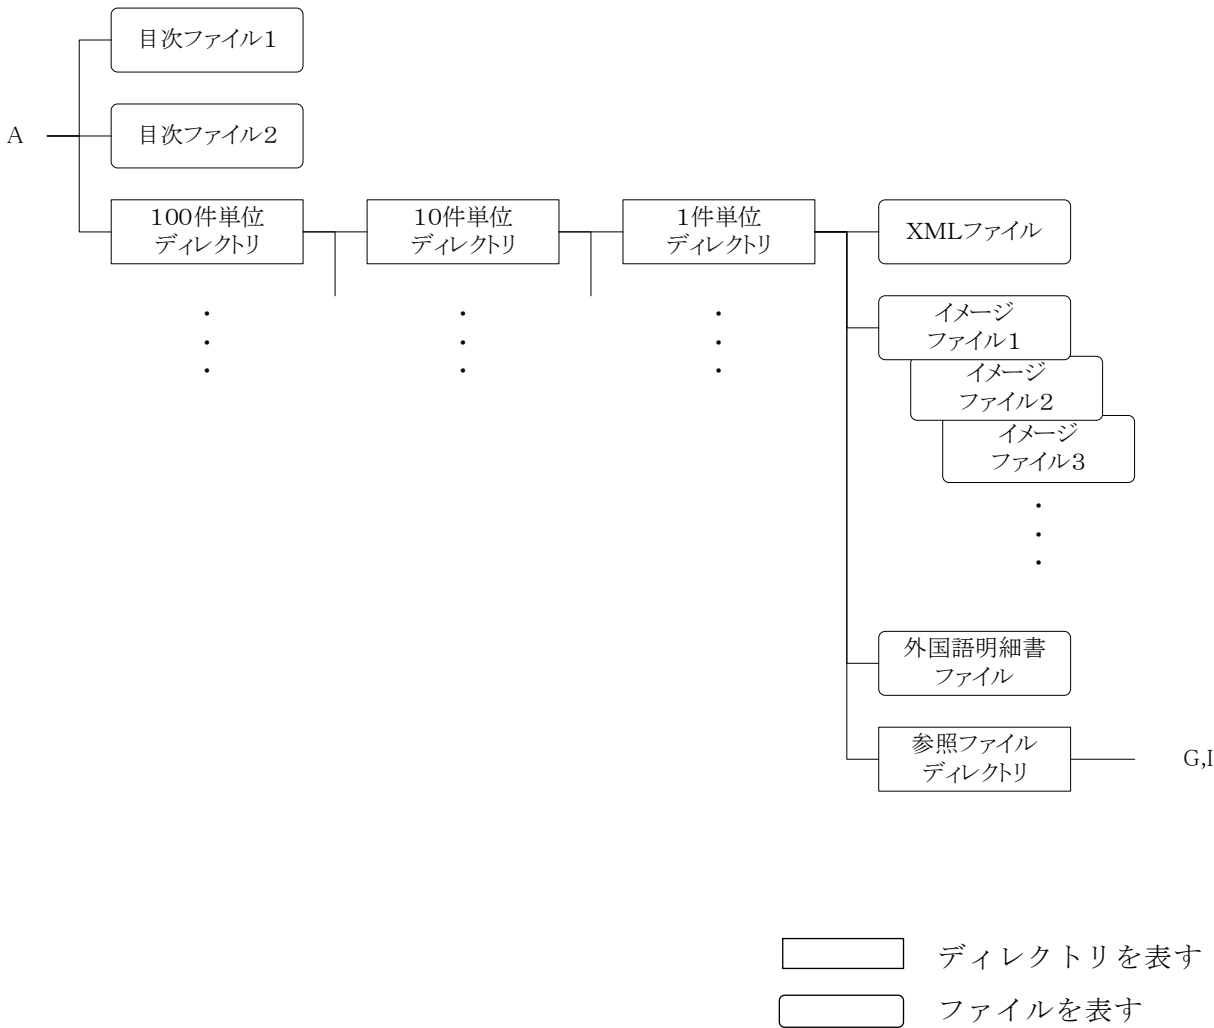 目次ファイル1
A
目次ファイル2
100件単位
ディレクトリ
10件単位
ディレクトリ
1件単位
ディレクトリ
XMLファイル
イメージ
ファイル1
イメージ
ファイル2
イメージ
ファイル3
外国語明細書
ファイル
参照ファイル
ディレクトリ
G,I
ディレクトリを表す
ファイルを表す